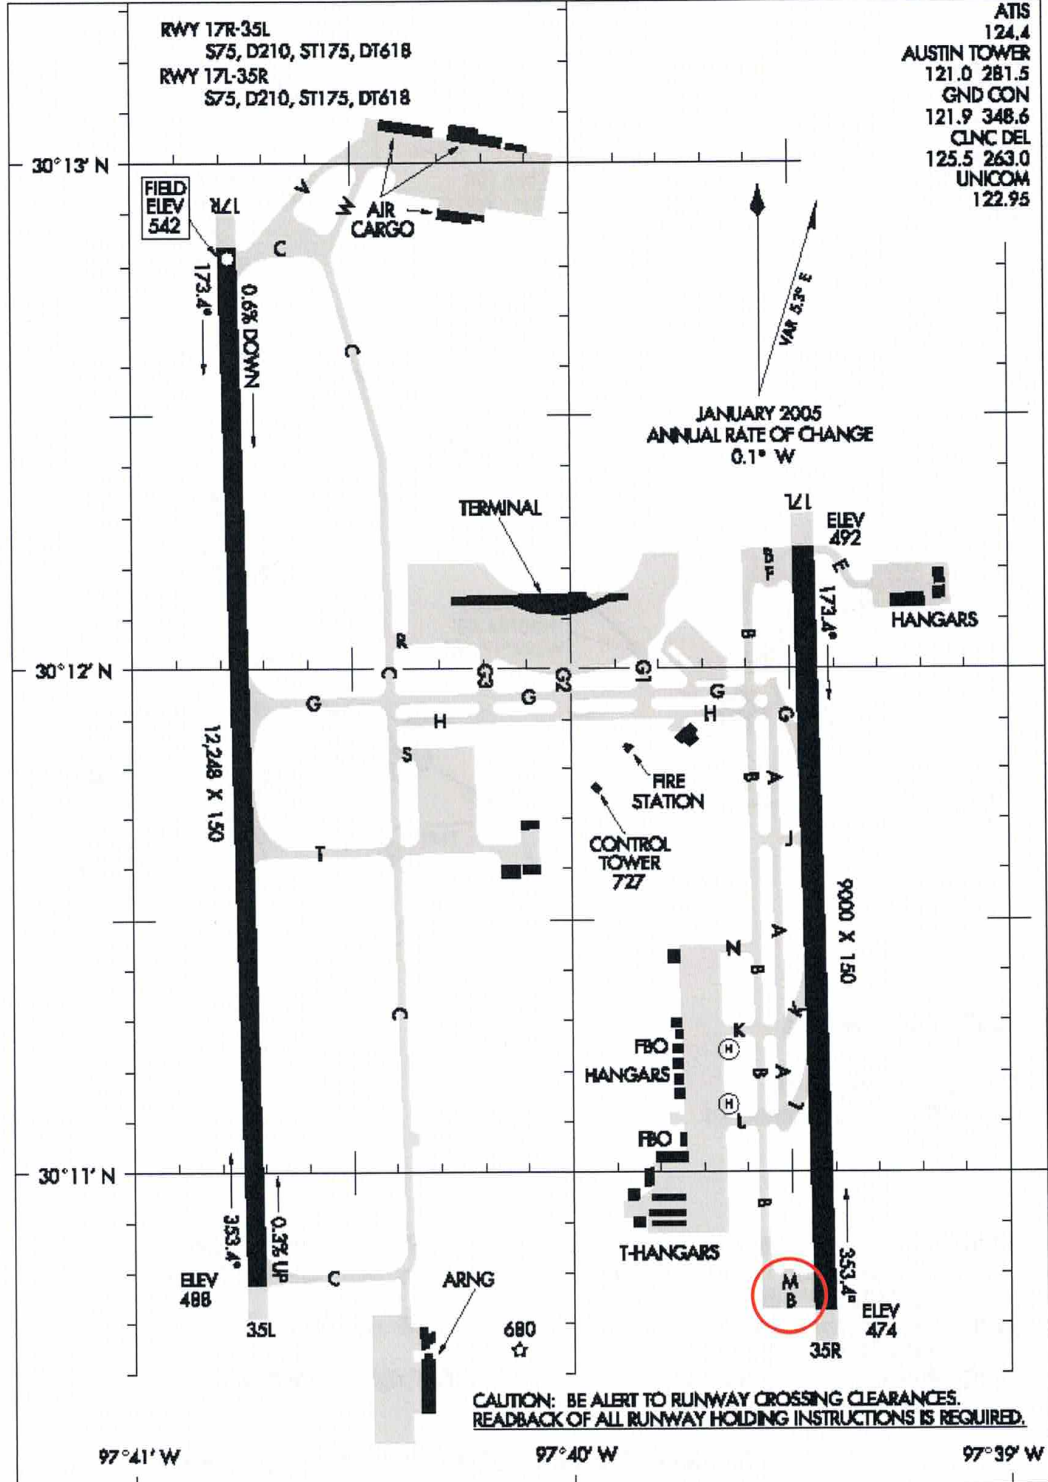 RWY 17R-35L
S75, D210, ST175, DT618
RWY 17L-35R
S75, D210, ST175, DT618
ATIS
124.4
AUSTIN TOWER
121.0 281.5
GND CON
121.9 348.6
CLNC DEL
125.5 263.0
UNICOM
122.95
30°13' N
FIELD
ELEV
542
17R
V
W
AIR
CARGO
C
173.4°
0.6% DOWN
C
VAR 5.3° E
JANUARY 2005
ANNUAL RATE OF CHANGE
0.1° W
TERMINAL
17L
ELEV
492
B
F
E
173.4°
HANGARS
B
R
30°12' N
C
G3
G2
G1
G
G
G
G
H
H
12,248 X 150
S
FIRE
STATION
B
A
CONTROL
TOWER
727
T
J
9000 X 150
N
A
B
C
K
K
FBO
HANGARS
H
B
A
H
L
L
FBO
30°11' N
B
353.4°
0.3% UP
T-HANGARS
353.4°
ELEV
488
C
ARNG
M
B
ELEV
474
35L
680
35R
CAUTION: BE ALERT TO RUNWAY CROSSING CLEARANCES.
READBACK OF ALL RUNWAY HOLDING INSTRUCTIONS IS REQUIRED.
97°41' W
97°40' W
97°39' W